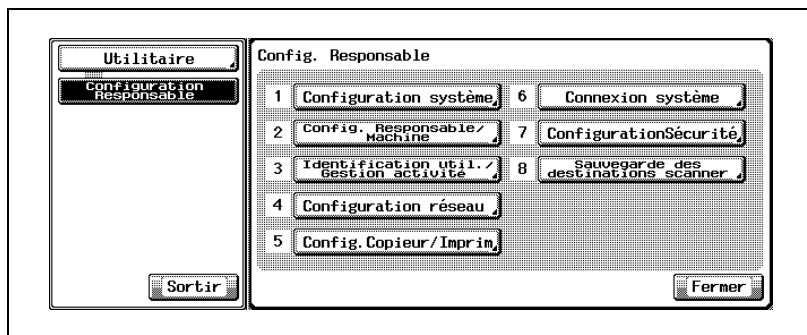 Utilitaire
Configuration
Responsable
Sortir
Config. Responsable
1 Configuration système
2 Config. Responsable/
Machine
3 Identification util./
Gestion activité
4 Configuration réseau
5 Config.Copieur/Imprim
6 Connexion système
7 ConfigurationSécurité
8 Sauvegarde des
destinations scanner
Fermer